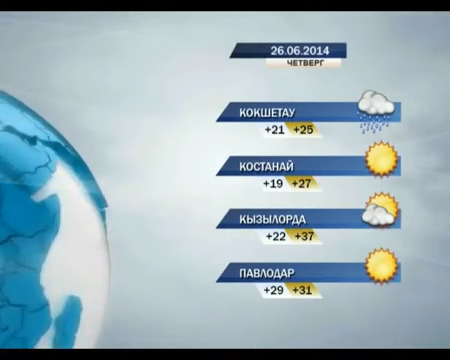 26.06.2014
ЧЕТВЕРГ
КОКШЕТАУ
+21 +25
КОСТАНАЙ
+19 +27
КЫЗЫЛОРДА
+22 +37
ПАВЛОДАР
+29 +31